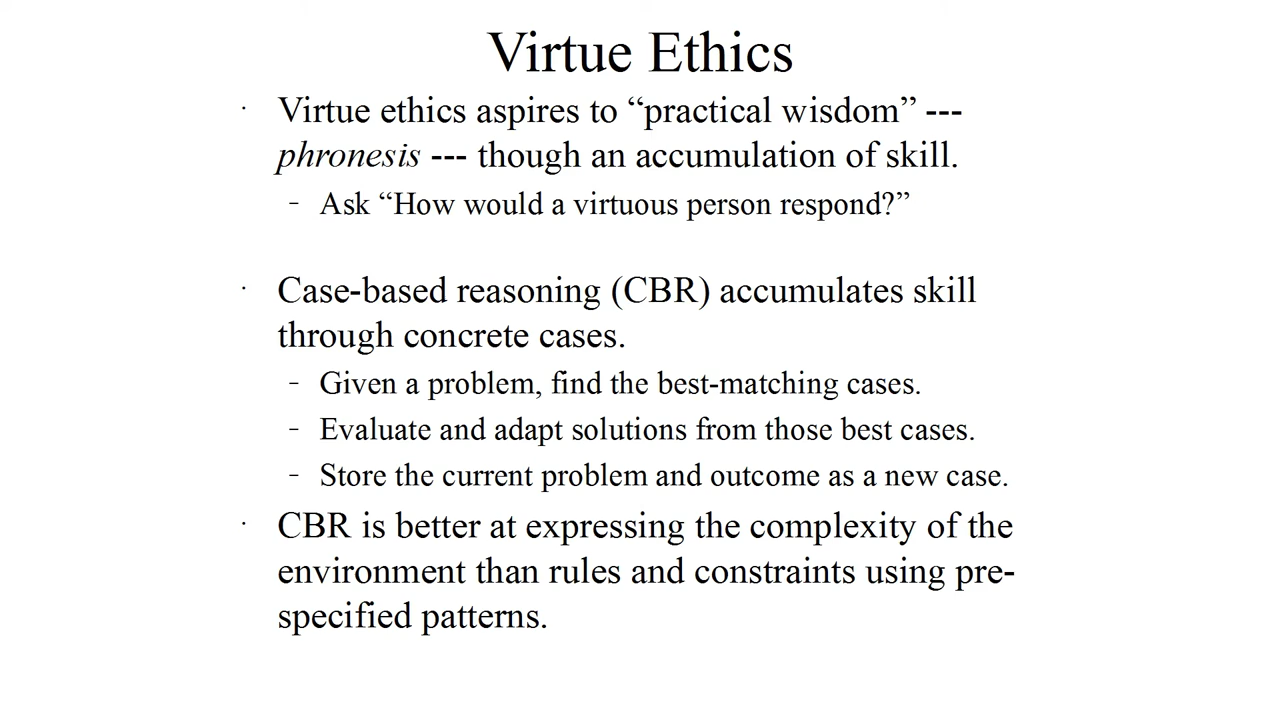 Virtue Ethics
· Virtue ethics aspires to “practical wisdom” ---
phronesis --- though an accumulation of skill.
– Ask “How would a virtuous person respond?”
· Case-based reasoning (CBR) accumulates skill
through concrete cases.
– Given a problem, find the best-matching cases.
– Evaluate and adapt solutions from those best cases.
– Store the current problem and outcome as a new case.
· CBR is better at expressing the complexity of the
environment than rules and constraints using pre-
specified patterns.